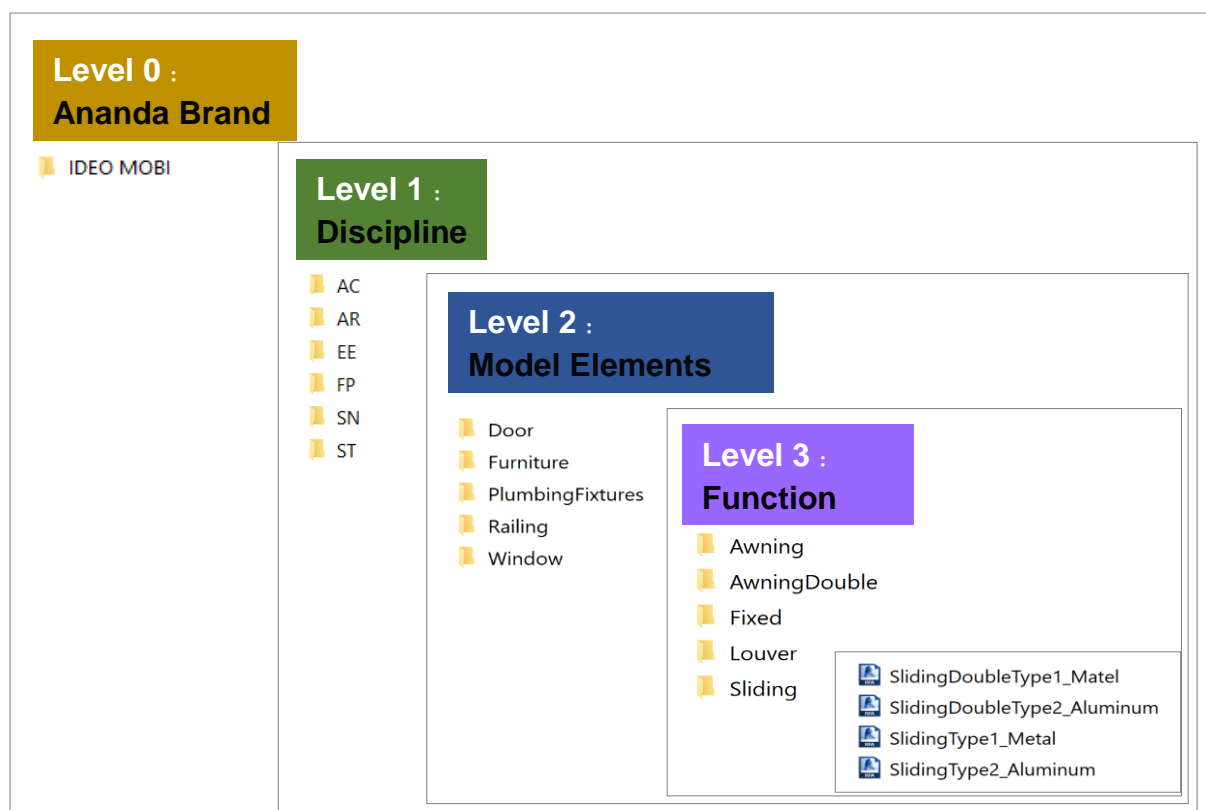 Level 0 :
Ananda Brand
IDEO MOBI
Level 1 :
Discipline
AC
AR
EE
FP
SN
ST
Level 2 :
Model Elements
Door
Furniture
PlumbingFixtures
Railing
Window
Level 3 :
Function
Awning
AwningDouble
Fixed
Louver
Sliding
SlidingDoubleType1_Matel
SlidingDoubleType2_Aluminum
SlidingType1_Metal
SlidingType2_Aluminum